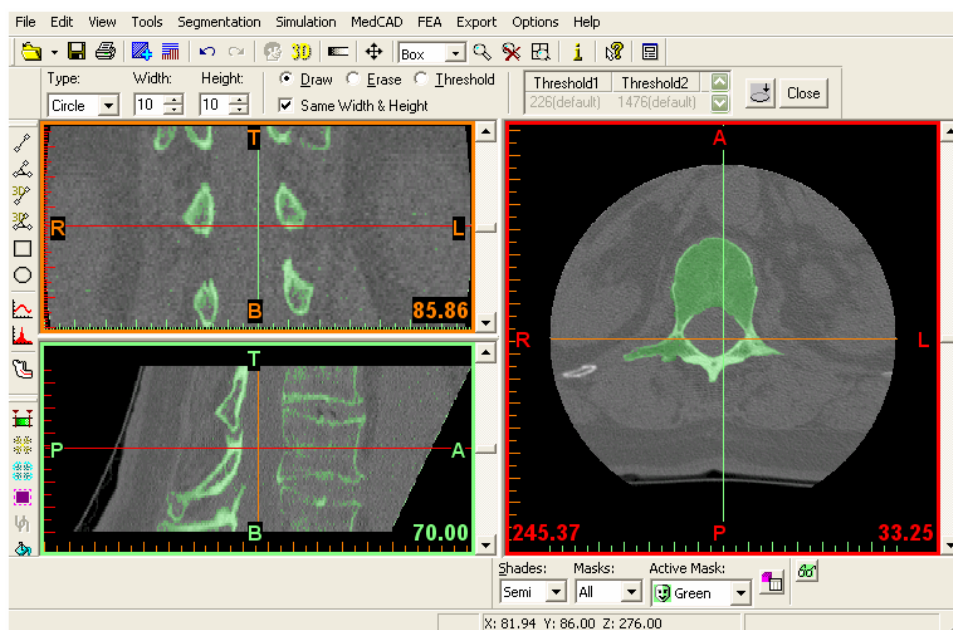 File Edit View Tools Segmentation Simulation MedCAD FEA Export Options Help
3D Box i
Type: Width: Height: Draw Erase Threshold Threshold1 Threshold2
Circle 10 10 Same Width & Height 226(default) 1476(default) Close
T
R L
B 85.86
T
P A
B 70.00
A
R L
245.37 P 33.25
3D
3D
Shades: Masks: Active Mask:
Semi All Green
X: 81.94 Y: 86.00 Z: 276.00